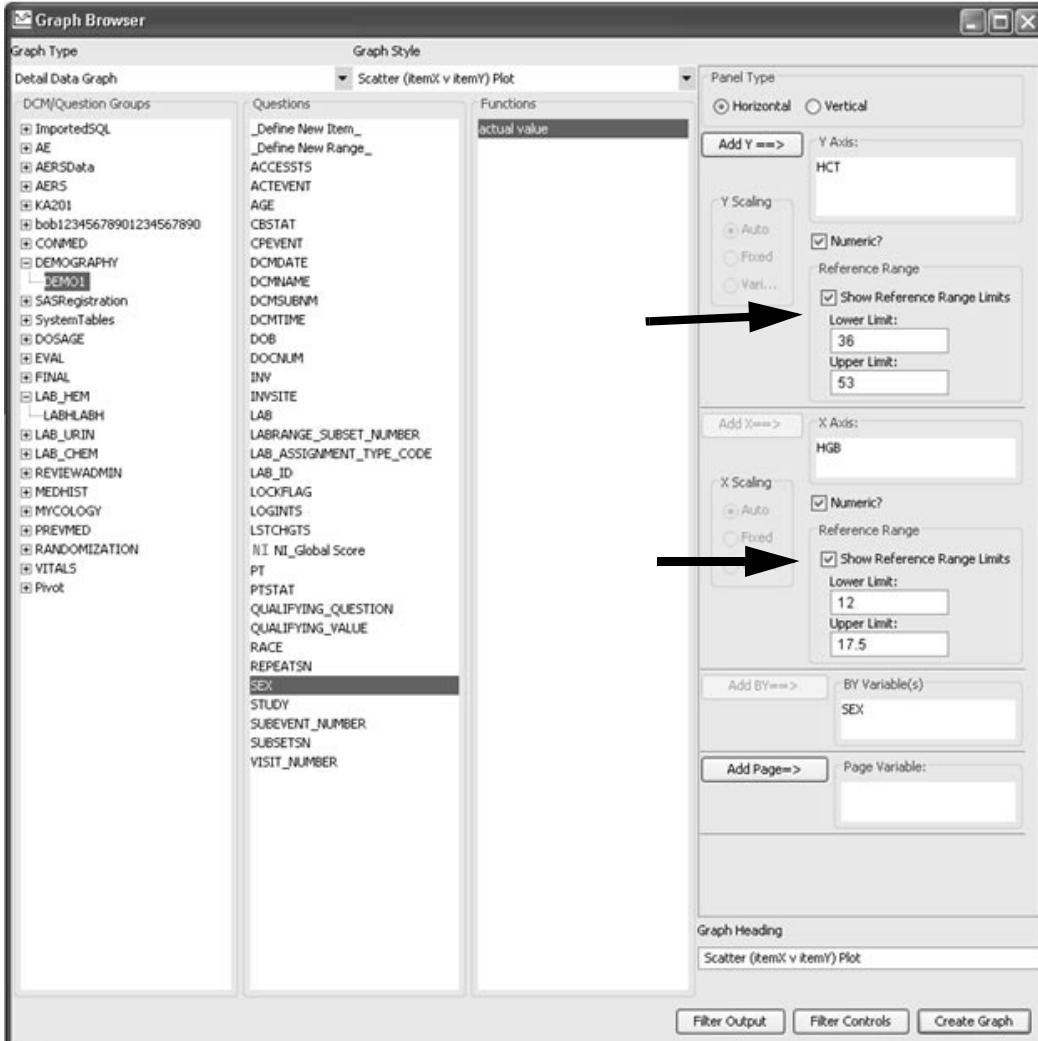 Graph Browser
Graph Type
Graph Style
Detail Data Graph
Scatter (itemX v itemY) Plot
DCM/Question Groups
ImportedSQL
AE
AERSData
AERS
KA201
bob12345678901234567890
CONMED
DEMOGRAPHY
DEMO1
SASRegistration
SystemTables
DOSAGE
EVAL
FINAL
LAB_HEM
LABHLABH
LAB_URIN
LAB_CHEM
REVIEWADMIN
MEDHIST
MYCOLOGY
PREVMED
RANDOMIZATION
VITALS
Pivot
Questions
_Define New Item_
_Define New Range_
ACCESSTS
ACTEVENT
AGE
CBSTAT
CPEVENT
DCMDATE
DCMNAME
DCMSUBNM
DCMTIME
DOB
DOCNUM
INV
INVSITE
LAB
LABRANGE_SUBSET_NUMBER
LAB_ASSIGNMENT_TYPE_CODE
LAB_ID
LOCKFLAG
LOGINTS
LSTCHGTS
NI NI_Global Score
PT
PTSTAT
QUALIFYING_QUESTION
QUALIFYING_VALUE
RACE
REPEATSN
SEX
STUDY
SUBEVENT_NUMBER
SUBSETSN
VISIT_NUMBER
Functions
actual value
Panel Type
Horizontal
Vertical
Add Y ==>
Y Axis:
HCT
Y Scaling
Auto
Fixed
Vari...
Numeric?
Reference Range
Show Reference Range Limits
Lower Limit:
36
Upper Limit:
53
Add X==>
X Axis:
HGB
X Scaling
Auto
Fixed
Numeric?
Reference Range
Show Reference Range Limits
Lower Limit:
12
Upper Limit:
17.5
Add BY==>
BY Variable(s)
SEX
Add Page=>
Page Variable:
Graph Heading
Scatter (itemX v itemY) Plot
Filter Output
Filter Controls
Create Graph